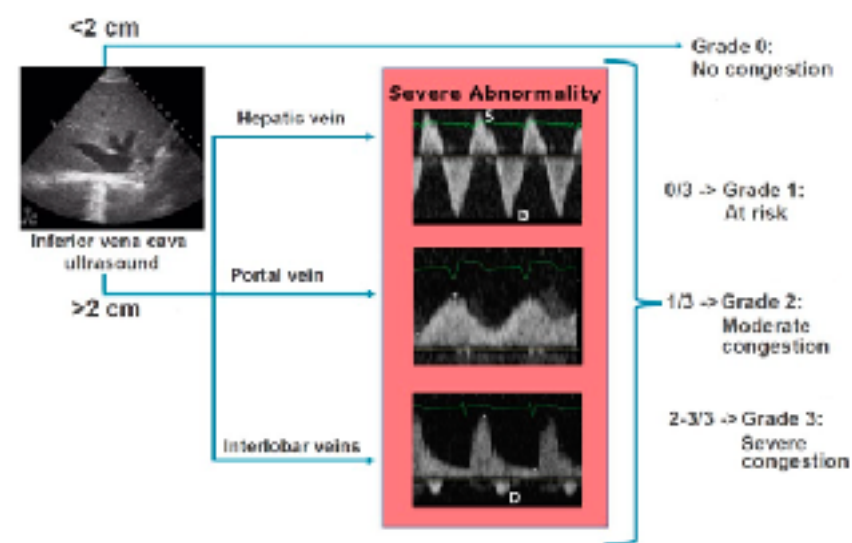 <2 cm
Grade 0:
No congestion
Severe Abnormality
Hepatic vein
S
D
0/3 -> Grade 1:
At risk
Inferior vena cava
ultrasound
>2 cm
Portal vein
1/3 -> Grade 2:
Moderate
congestion
2-3/3 -> Grade 3:
Severe
congestion
Interlobar veins
D